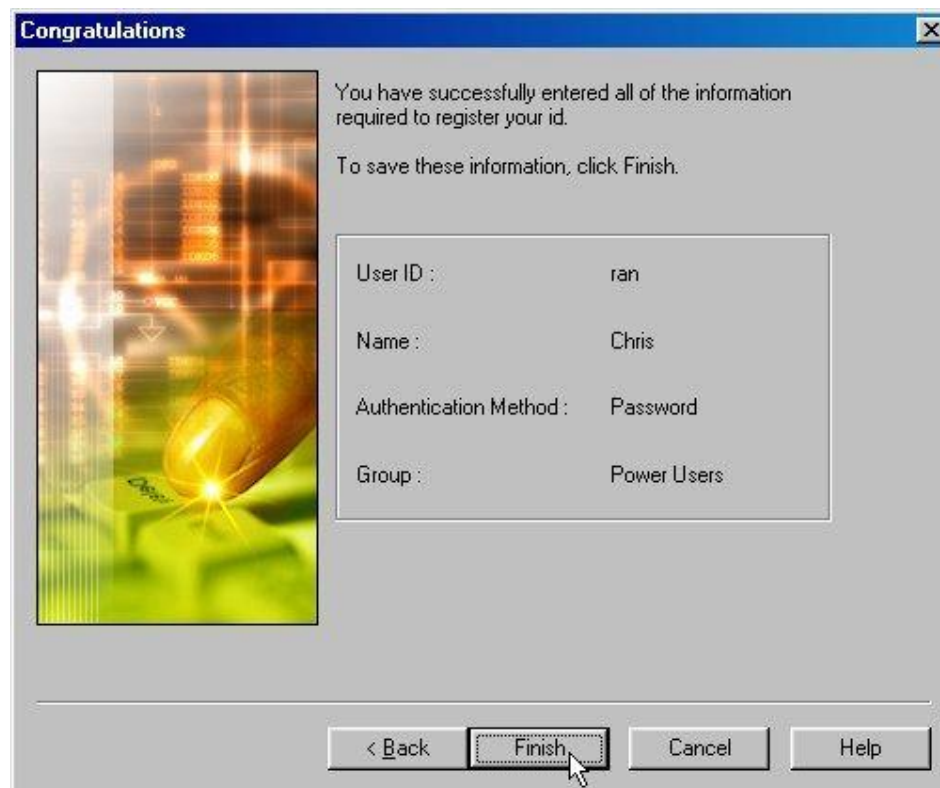 Congratulations
You have successfully entered all of the information
required to register your id.
To save these information, click Finish.
User ID : ran
Name : Chris
Authentication Method : Password
Group : Power Users
< Back Finish Cancel Help